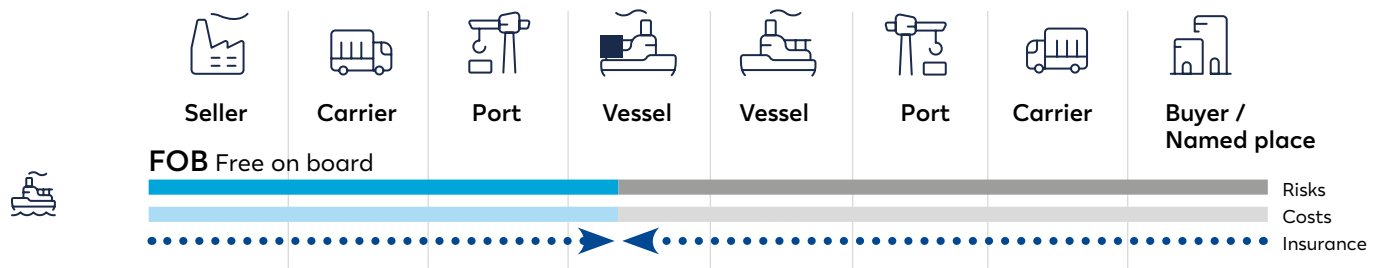 Seller
Carrier
Port
Vessel
Vessel
Port
Carrier
Buyer /
Named place
FOB Free on board
Risks
Costs
Insurance